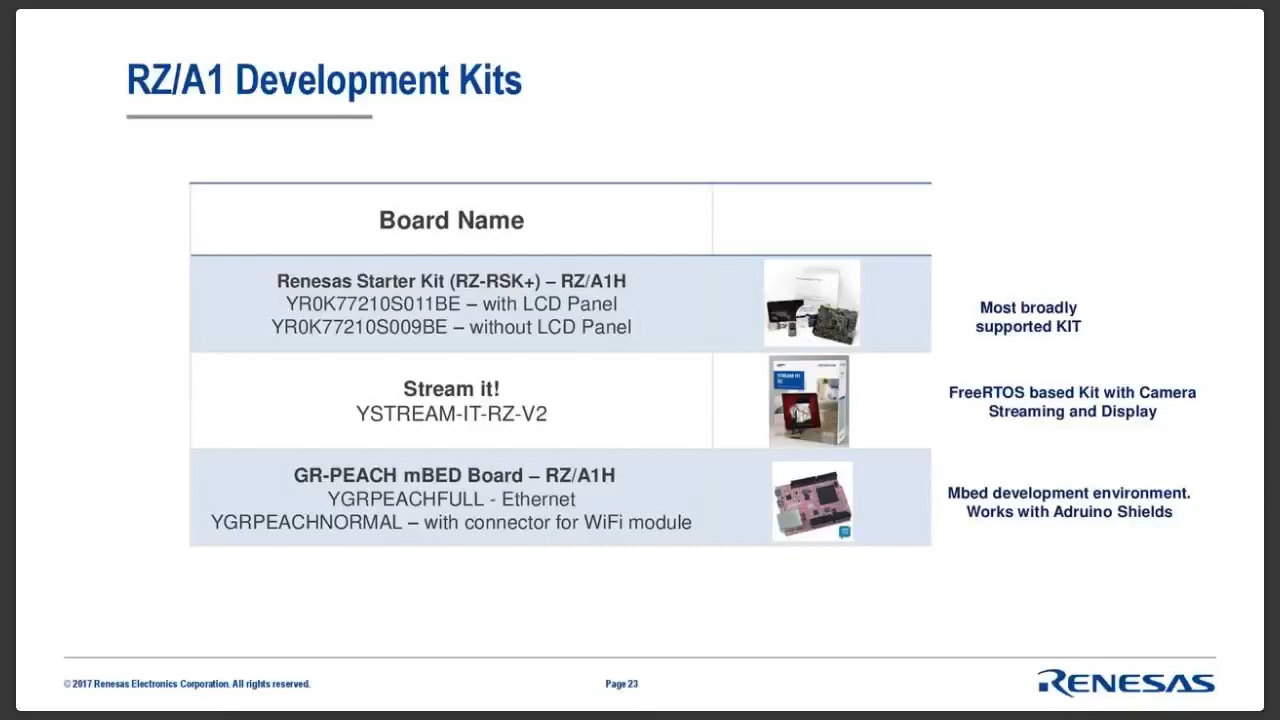 RZ/A1 Development Kits
Board Name
Renesas Starter Kit (RZ-RSK+) – RZ/A1H
YR0K77210S011BE – with LCD Panel
YR0K77210S009BE – without LCD Panel
Most broadly
supported KIT
Stream it!
YSTREAM-IT-RZ-V2
FreeRTOS based Kit with Camera
Streaming and Display
GR-PEACH mBED Board – RZ/A1H
YGRPEACHFULL - Ethernet
YGRPEACHNORMAL – with connector for WiFi module
Mbed development environment.
Works with Adruino Shields
© 2017 Renesas Electronics Corporation. All rights reserved.
Page 23
RENESAS